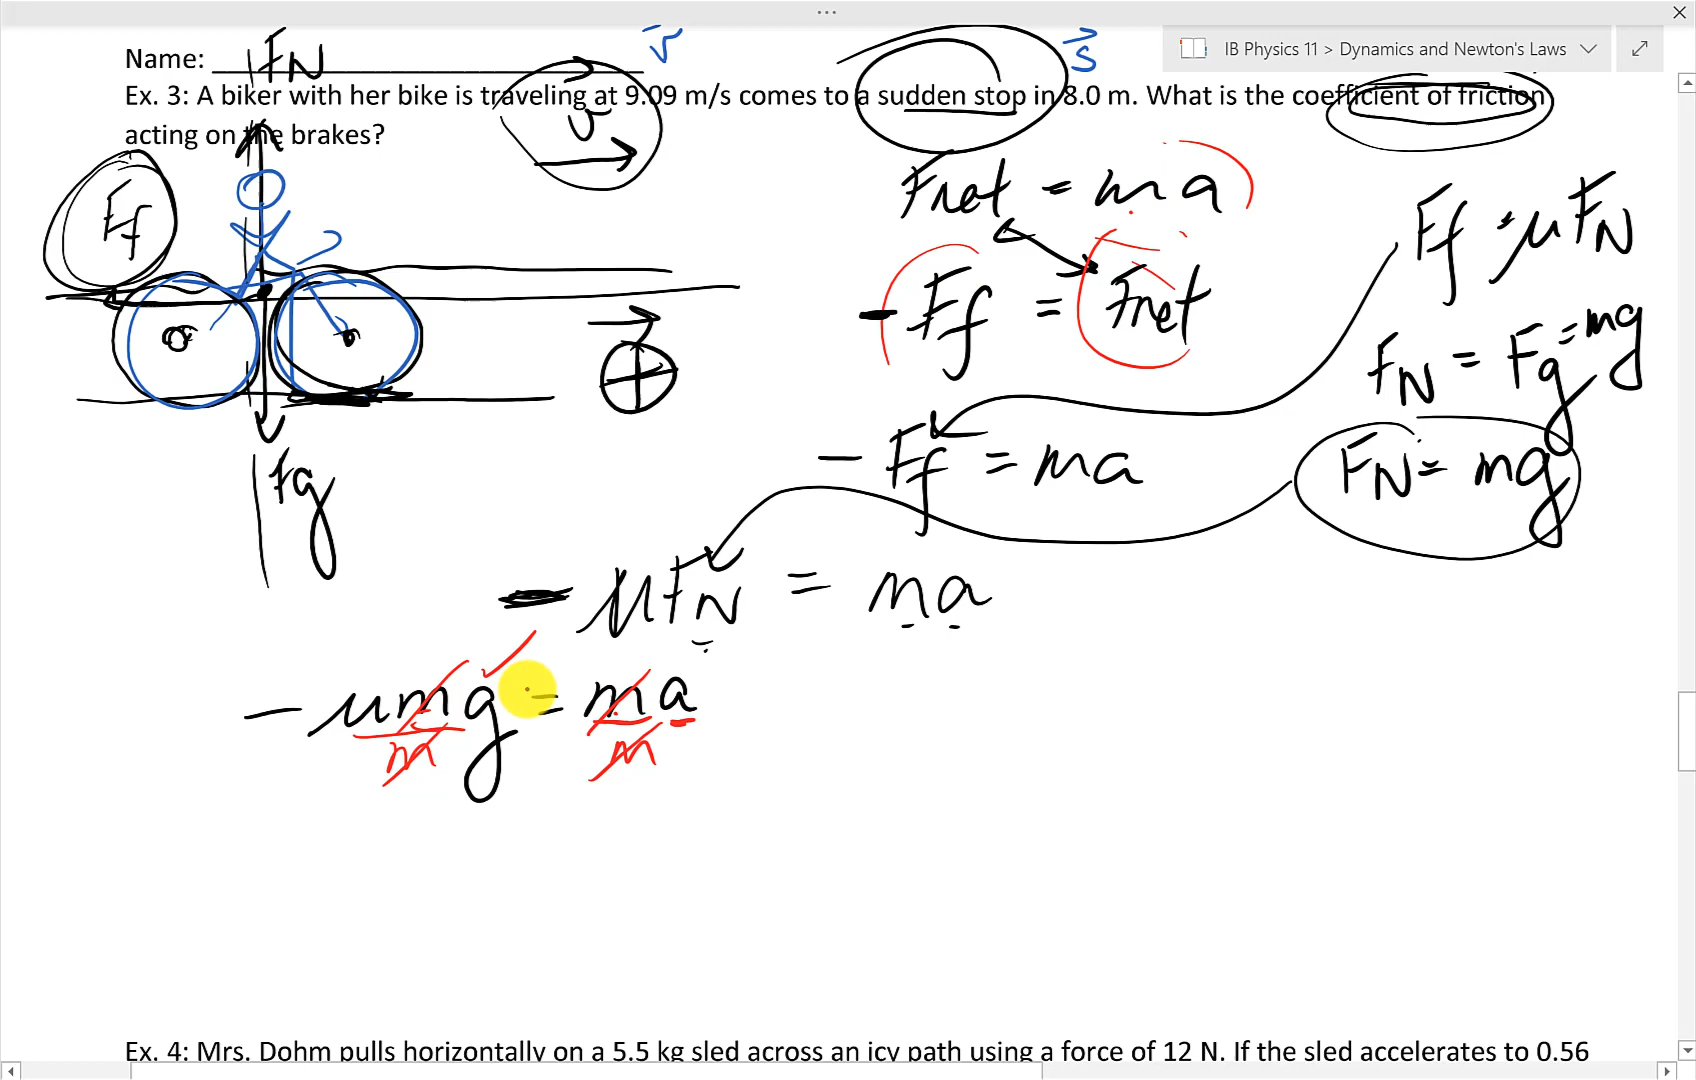 IB Physics 11 > Dynamics and Newton's Laws
Name:
FN
v
s
Ex. 3: A biker with her bike is traveling at 9.09 m/s comes to a sudden stop in 8.0 m. What is the coefficient of friction
acting on the brakes?
v
Ff
Fnet = ma
Ff = μFN
- Ff = Fnet
FN = Fg = mg
- Ff = ma
FN = mg
Fg
- μFN = ma
- μmg = ma
m m
Ex. 4: Mrs. Dohm pulls horizontally on a 5.5 kg sled across an icy path using a force of 12 N. If the sled accelerates to 0.56